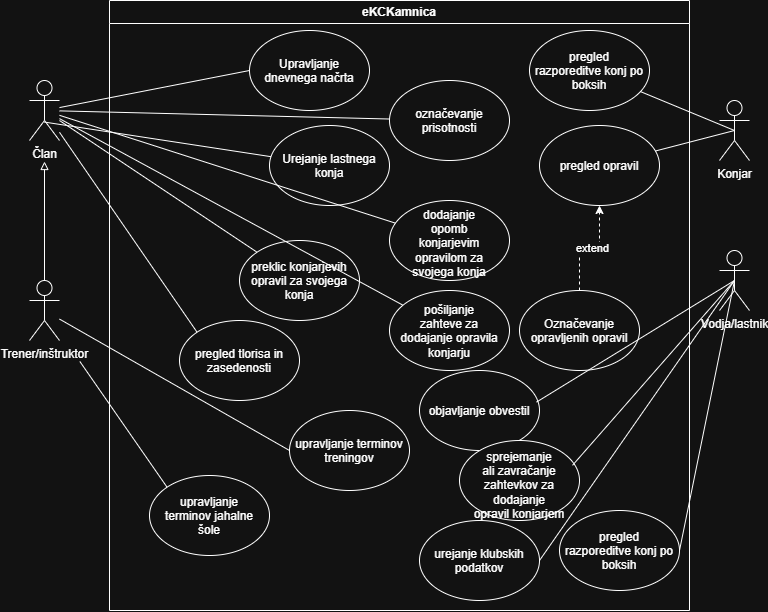 eKCKamnica
Upravljanje
dnevnega načrta
pregled
razporeditve konj po
boksih
označevanje
prisotnosti
Član
Urejanje lastnega
konja
pregled opravil
Konjar
dodajanje
opomb
konjarjevim
opravilom za
svojega konja
extend
preklic konjarjevih
opravil za svojega
konja
pošiljanje
zahteve za
dodajanje opravila
konjarju
Označevanje
opravljenih opravil
Vodja/lastnik
Trener/inštruktor
pregled tlorisa in
zasedenosti
objavljanje obvestil
upravljanje terminov
treningov
sprejemanje
ali zavračanje
zahtevkov za
dodajanje
opravil konjarjem
upravljanje
terminov jahalne
šole
urejanje klubskih
podatkov
pregled
razporeditve konj po
boksih